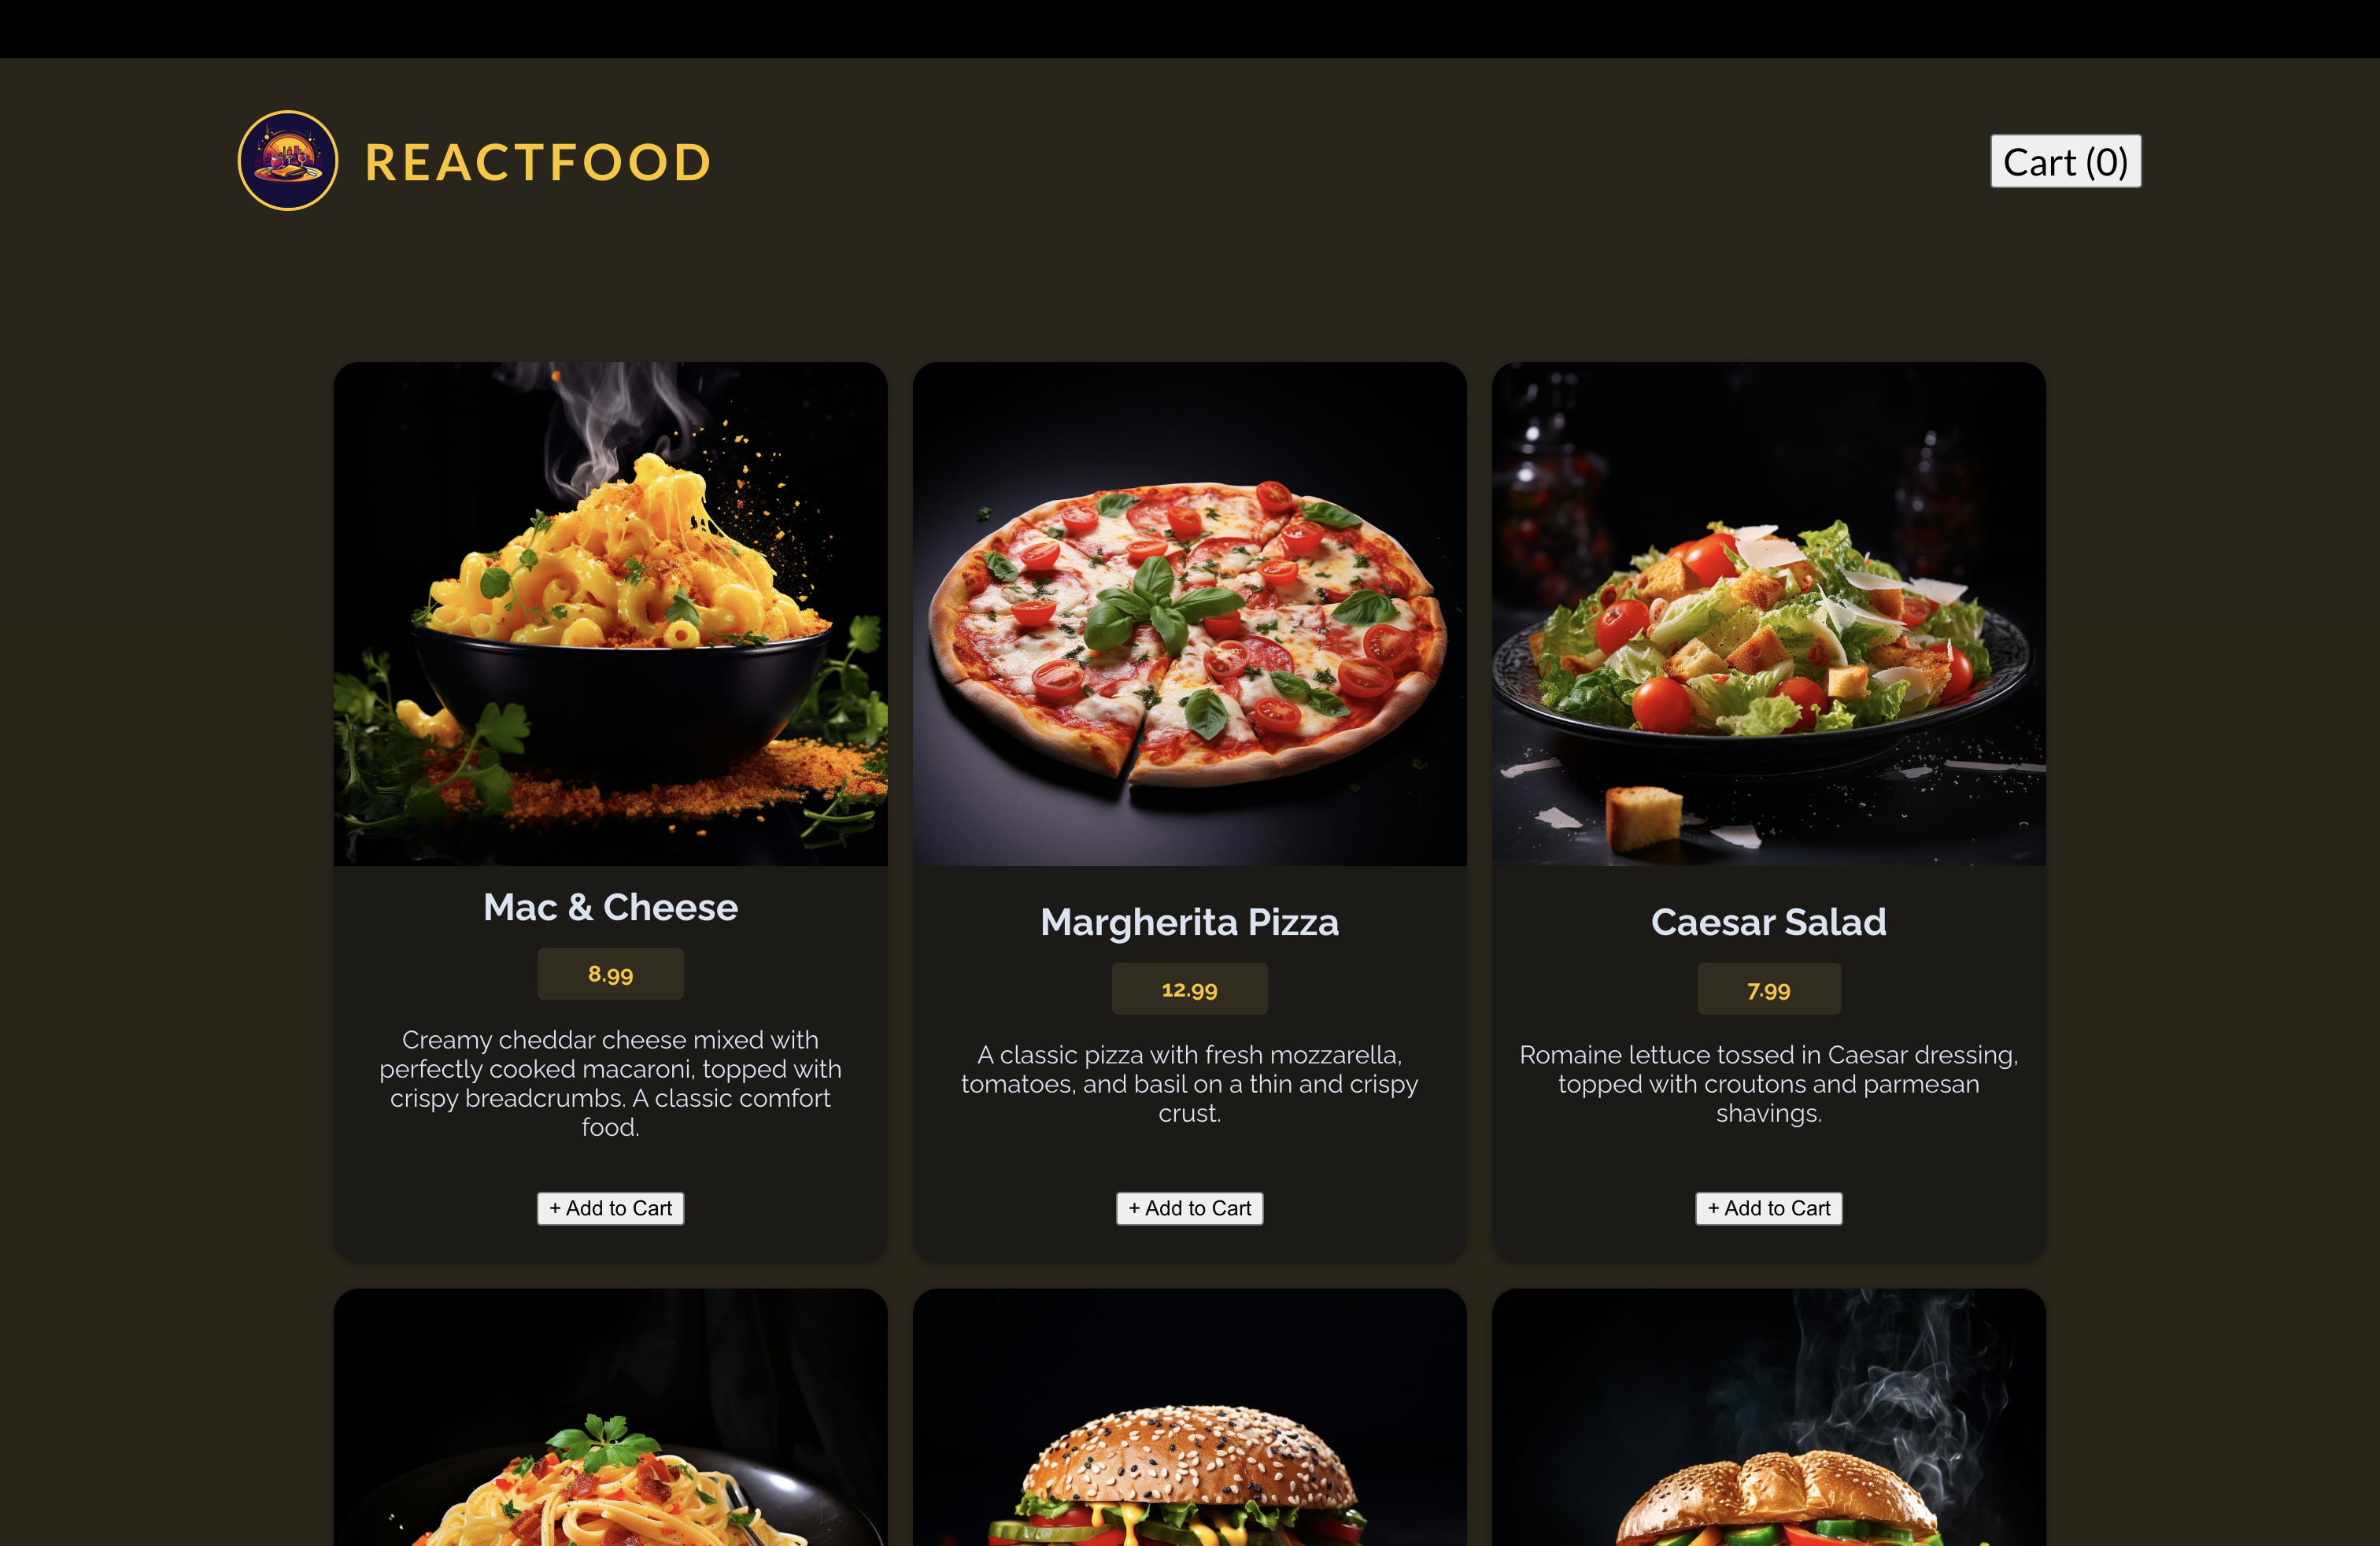 REACTFOOD
Cart (0)
Mac & Cheese
8.99
Creamy cheddar cheese mixed with
perfectly cooked macaroni, topped with
crispy breadcrumbs. A classic comfort
food.
+ Add to Cart
Margherita Pizza
12.99
A classic pizza with fresh mozzarella,
tomatoes, and basil on a thin and crispy
crust.
+ Add to Cart
Caesar Salad
7.99
Romaine lettuce tossed in Caesar dressing,
topped with croutons and parmesan
shavings.
+ Add to Cart